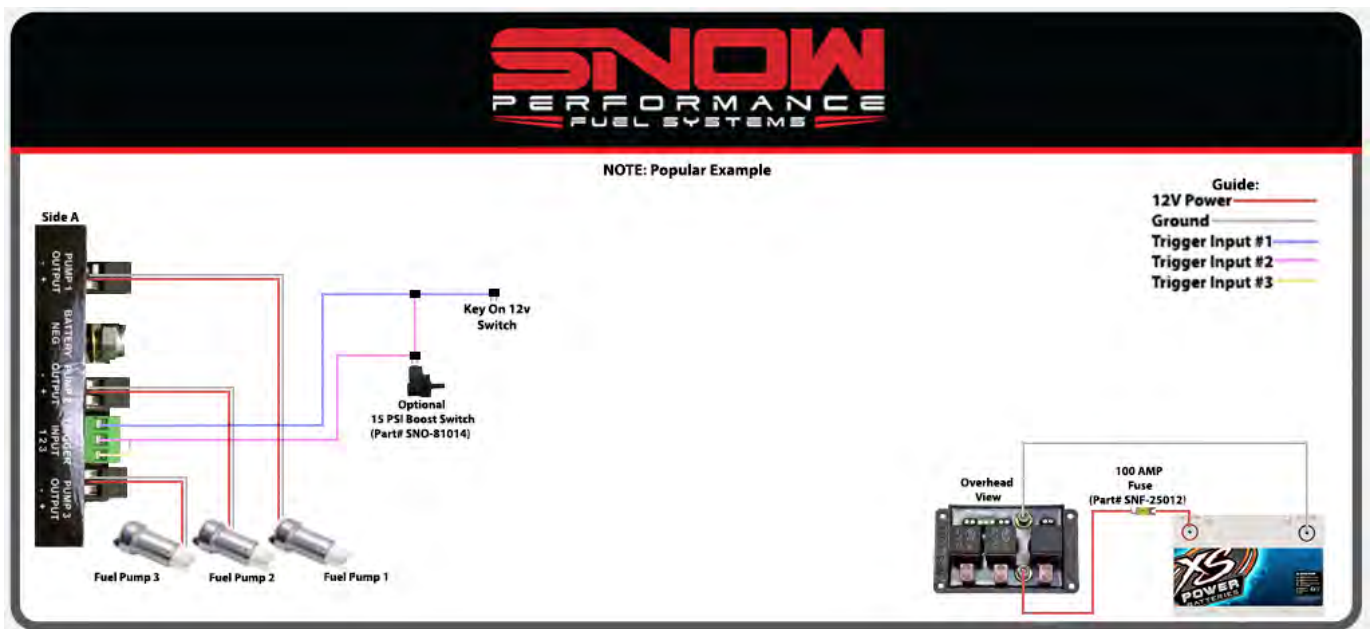 SNOW
PERFORMANCE
FUEL SYSTEMS
NOTE: Popular Example
Guide:
12V Power
Ground
Trigger Input #1
Trigger Input #2
Trigger Input #3
Side A
PUMP 1
OUTPUT
- +
BATTERY
NEG
PUMP 2
OUTPUT
- +
TRIGGER
INPUT
1 2 3
PUMP 3
OUTPUT
- +
Key On 12v
Switch
Optional
15 PSI Boost Switch
(Part# SNO-81014)
Fuel Pump 3
Fuel Pump 2
Fuel Pump 1
Overhead
View
100 AMP
Fuse
(Part# SNF-25012)
XS
POWER
BATTERIES